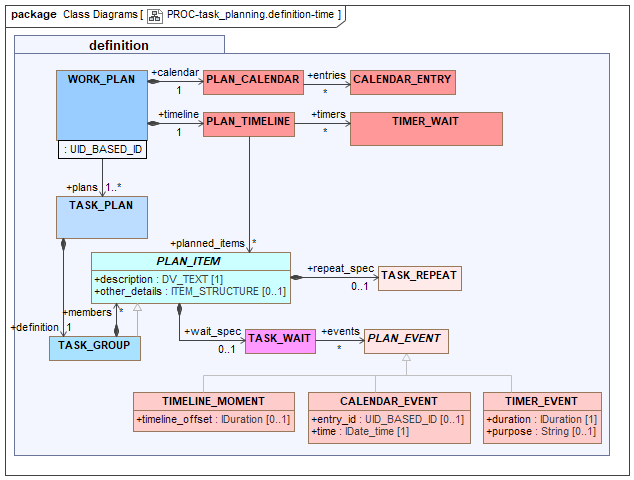 package Class Diagrams [ PROC-task_planning.definition-time ]
definition
WORK_PLAN
: UID_BASED_ID
+calendar
1
PLAN_CALENDAR
+entries
*
CALENDAR_ENTRY
+timeline
1
PLAN_TIMELINE
+timers
*
TIMER_WAIT
+plans
1..*
TASK_PLAN
+planned_items
*
PLAN_ITEM
+description : DV_TEXT [1]
+other_details : ITEM_STRUCTURE [0..1]
+repeat_spec
0..1
TASK_REPEAT
+members
*
+definition
1
TASK_GROUP
+wait_spec
0..1
TASK_WAIT
+events
*
PLAN_EVENT
TIMELINE_MOMENT
+timeline_offset : IDuration [0..1]
CALENDAR_EVENT
+entry_id : UID_BASED_ID [0..1]
+time : IDate_time [1]
TIMER_EVENT
+duration : IDuration [1]
+purpose : String [0..1]